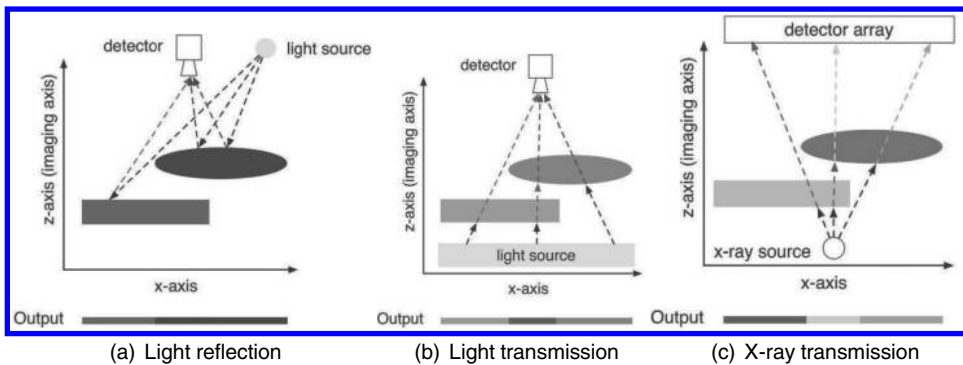 detector
light source
z-axis (imaging axis)
x-axis
Output
(a) Light reflection
detector
z-axis (imaging axis)
light source
x-axis
Output
(b) Light transmission
detector array
z-axis (imaging axis)
x-ray source
x-axis
Output
(c) X-ray transmission